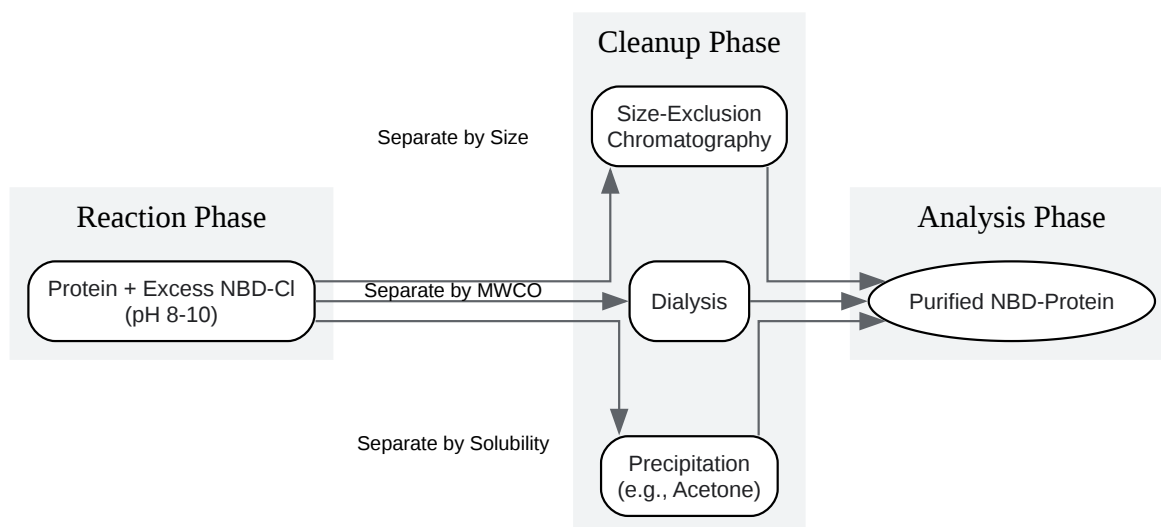 Cleanup Phase
Size-Exclusion
Chromatography
Separate by Size
Reaction Phase
Analysis Phase
Protein + Excess NBD-Cl
(pH 8-10)
Separate by MWCO
Dialysis
Purified NBD-Protein
Separate by Solubility
Precipitation
(e.g., Acetone)